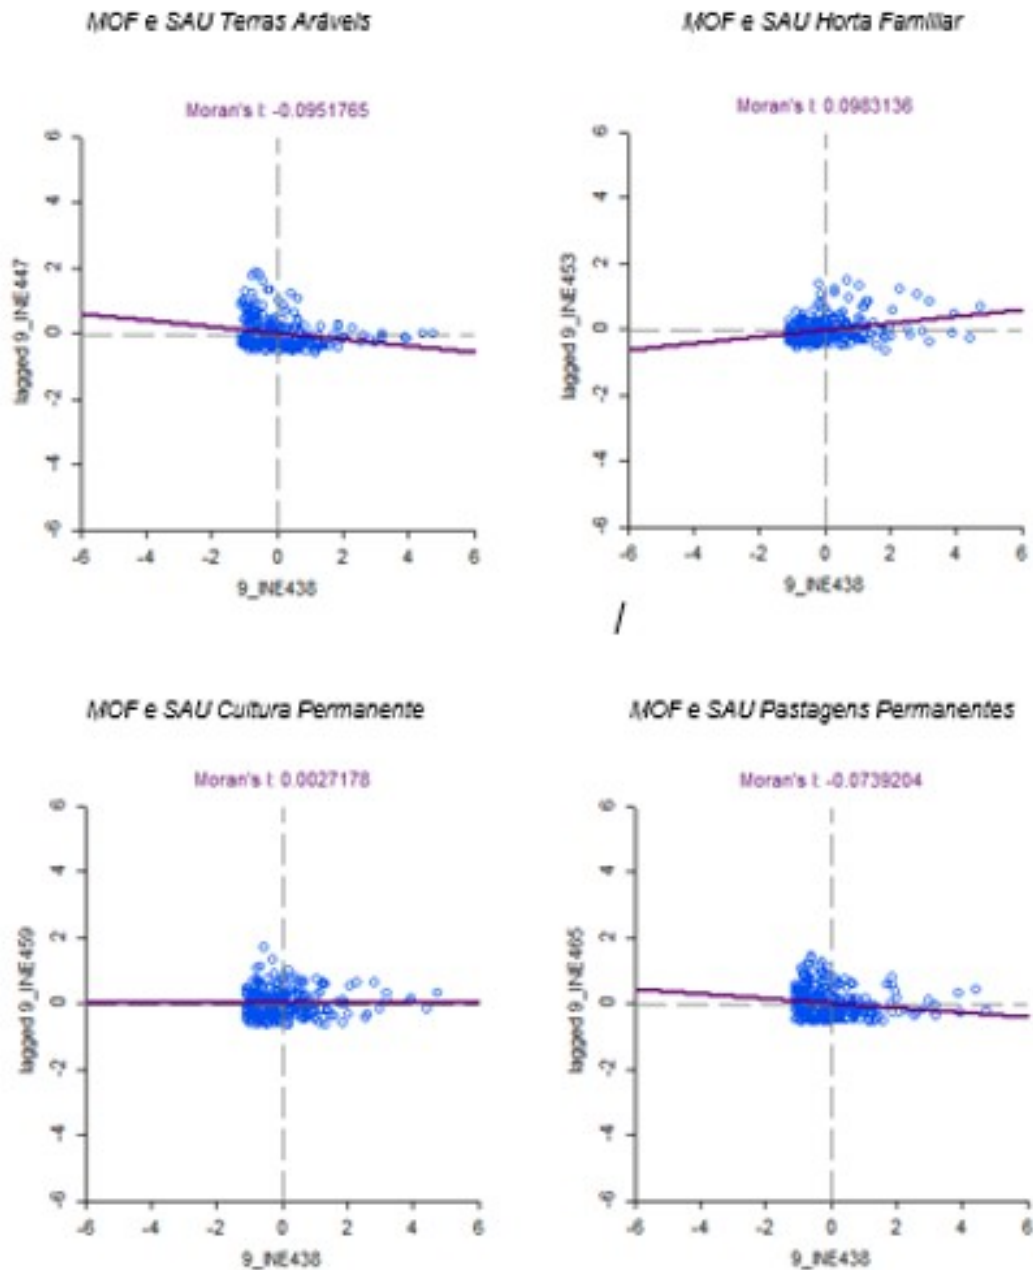 MOF e SAU Terras Aráveis
Moran's I: -0.0951765
6
4
2
0
-2
-4
-6
lagged 9_INE447
-6 -4 -2 0 2 4 6
9_INE438
MOF e SAU Horta Familiar
Moran's I: 0.0983136
6
4
2
0
-2
-4
-6
lagged 9_INE453
-6 -4 -2 0 2 4 6
9_INE438
/
MOF e SAU Cultura Permanente
Moran's I: 0.0027178
6
4
2
0
-2
-4
-6
lagged 9_INE459
-6 -4 -2 0 2 4 6
9_INE438
MOF e SAU Pastagens Permanentes
Moran's I: -0.0739204
6
4
2
0
-2
-4
-6
lagged 9_INE465
-6 -4 -2 0 2 4 6
9_INE438